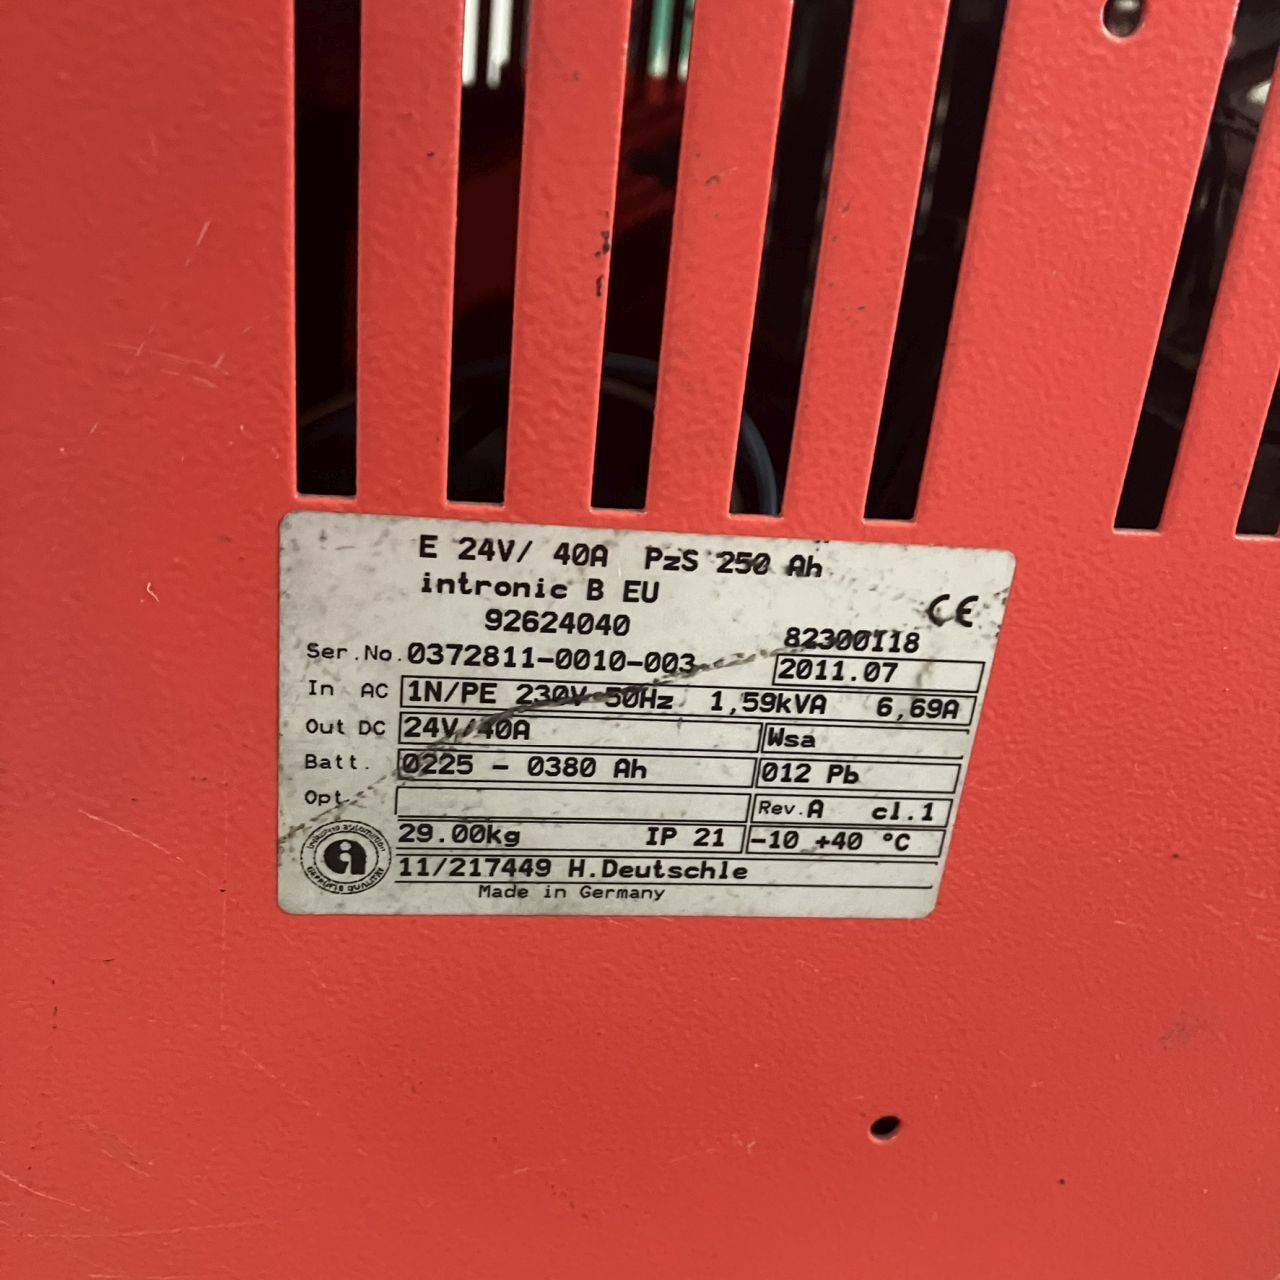 E 24V/ 40A PzS 250 Ah
intronic B EU
CE
92624040
82300118
Ser.No. 0372811-0010-003
2011.07
In AC 1N/PE 230V 50Hz 1,59kVA 6,69A
Out DC 24V/40A Wsa
Batt. 0225 - 0380 Ah 012 Pb
Opt. Rev.A cl.1
29.00kg IP 21 -10 +40 °C
11/217449 H.Deutschle
Made in Germany